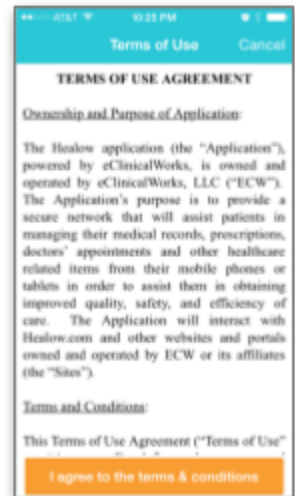 AT&T 10:25 PM
Terms of Use Cancel
TERMS OF USE AGREEMENT
Ownership and Purpose of Application:
The Healow application (the “Application”),
powered by eClinicalWorks, is owned and
operated by eClinicalWorks, LLC (“ECW”).
The Application’s purpose is to provide a
secure network that will assist patients in
managing their medical records, prescriptions,
doctors’ appointments and other healthcare
related items from their mobile phones or
tablets in order to assist them in obtaining
improved quality, safety, and efficiency of
care. The Application will interact with
Healow.com and other websites and portals
owned and operated by ECW or its affiliates
(the “Sites”).
Terms and Conditions:
This Terms of Use Agreement (“Terms of Use”
I agree to the terms & conditions